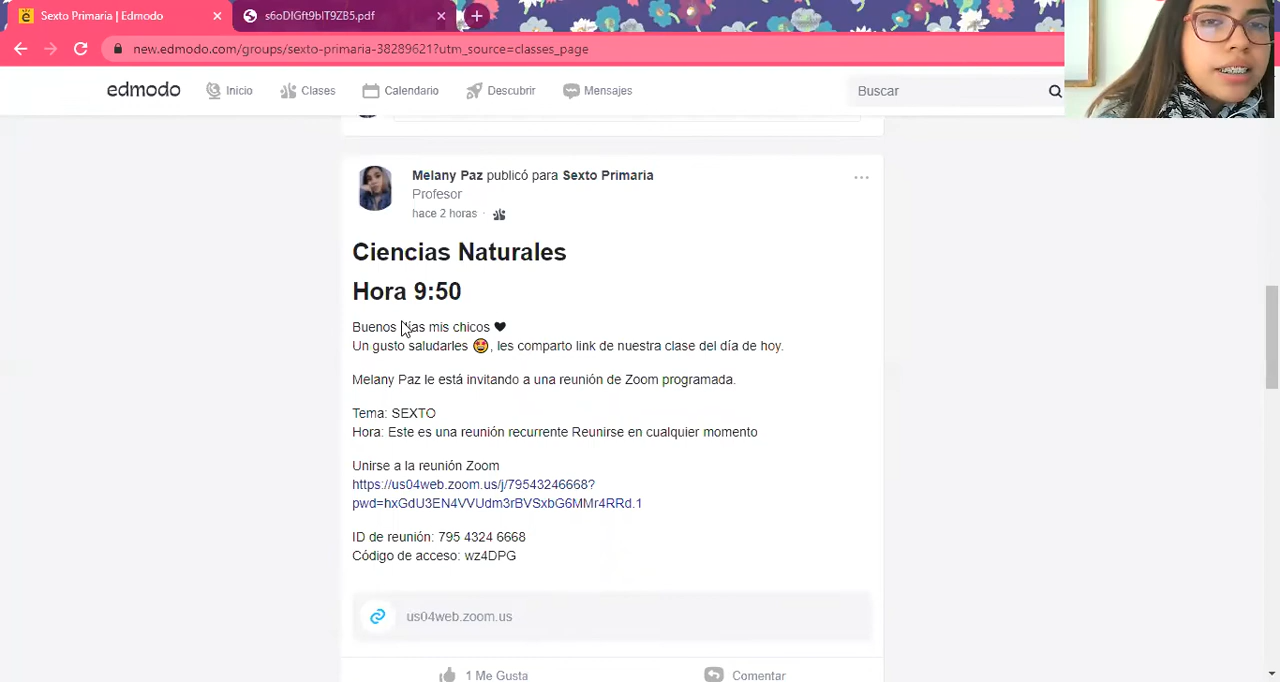 Sexto Primaria | Edmodo
s6oDIGft9blT9ZB5.pdf
new.edmodo.com/groups/sexto-primaria-38289621?utm_source=classes_page
edmodo
Inicio
Clases
Calendario
Descubrir
Mensajes
Buscar
Melany Paz publicó para Sexto Primaria
Profesor
hace 2 horas ·
Ciencias Naturales
Hora 9:50
Buenos días mis chicos 🖤
Un gusto saludarles 🤩, les comparto link de nuestra clase del día de hoy.
Melany Paz le está invitando a una reunión de Zoom programada.
Tema: SEXTO
Hora: Este es una reunión recurrente Reunirse en cualquier momento
Unirse a la reunión Zoom
https://us04web.zoom.us/j/79543246668?
pwd=hxGdU3EN4VVUdm3rBVSxbG6MMr4RRd.1
ID de reunión: 795 4324 6668
Código de acceso: wz4DPG
us04web.zoom.us
1 Me Gusta
Comentar